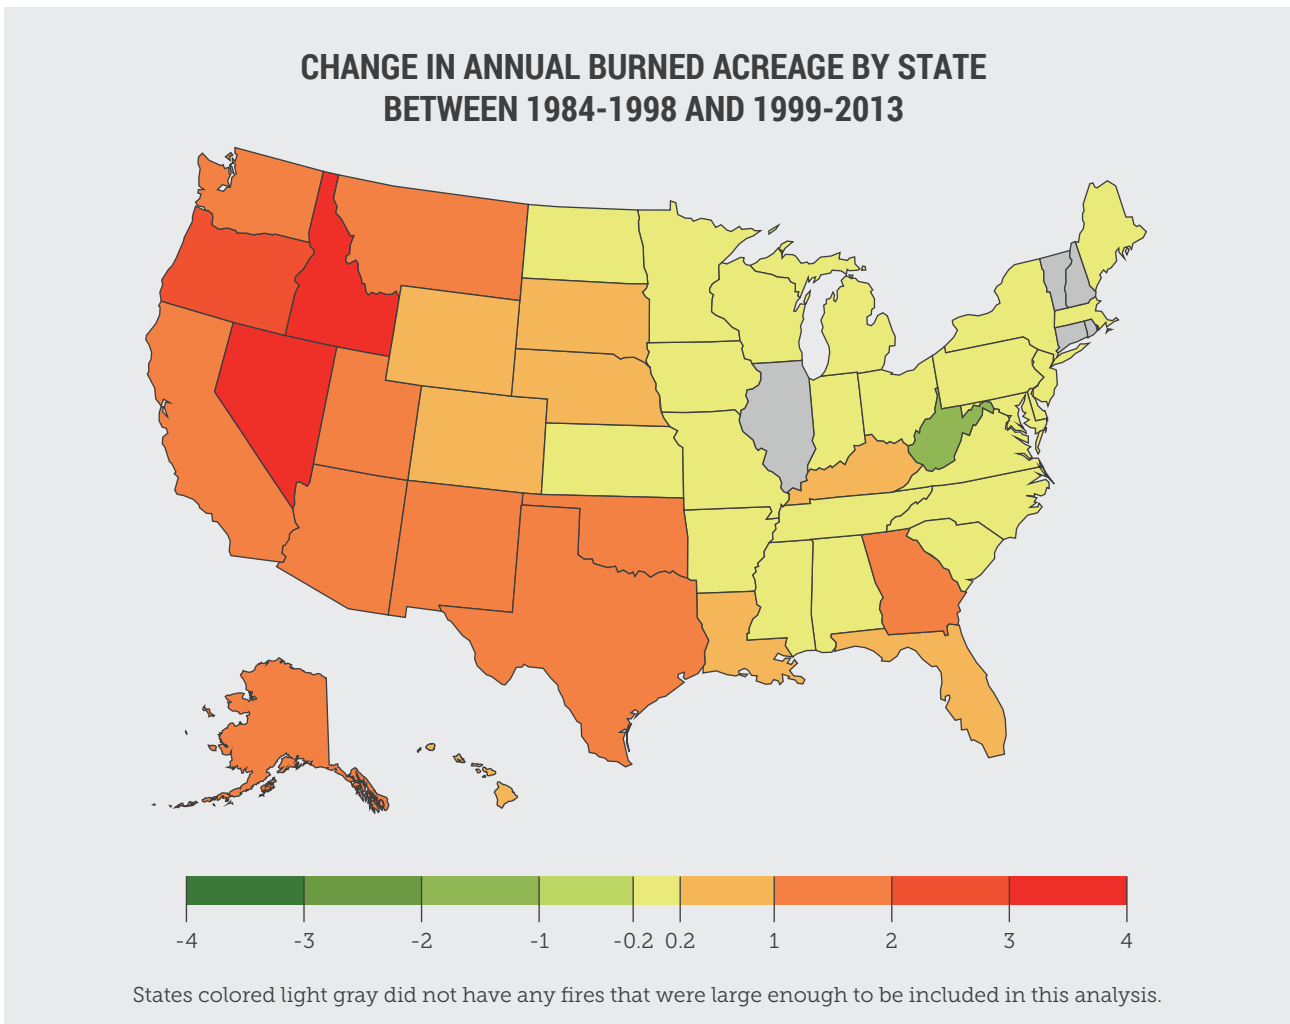 CHANGE IN ANNUAL BURNED ACREAGE BY STATE
BETWEEN 1984-1998 AND 1999-2013
-4 -3 -2 -1 -0.2 0.2 1 2 3 4
States colored light gray did not have any fires that were large enough to be included in this analysis.